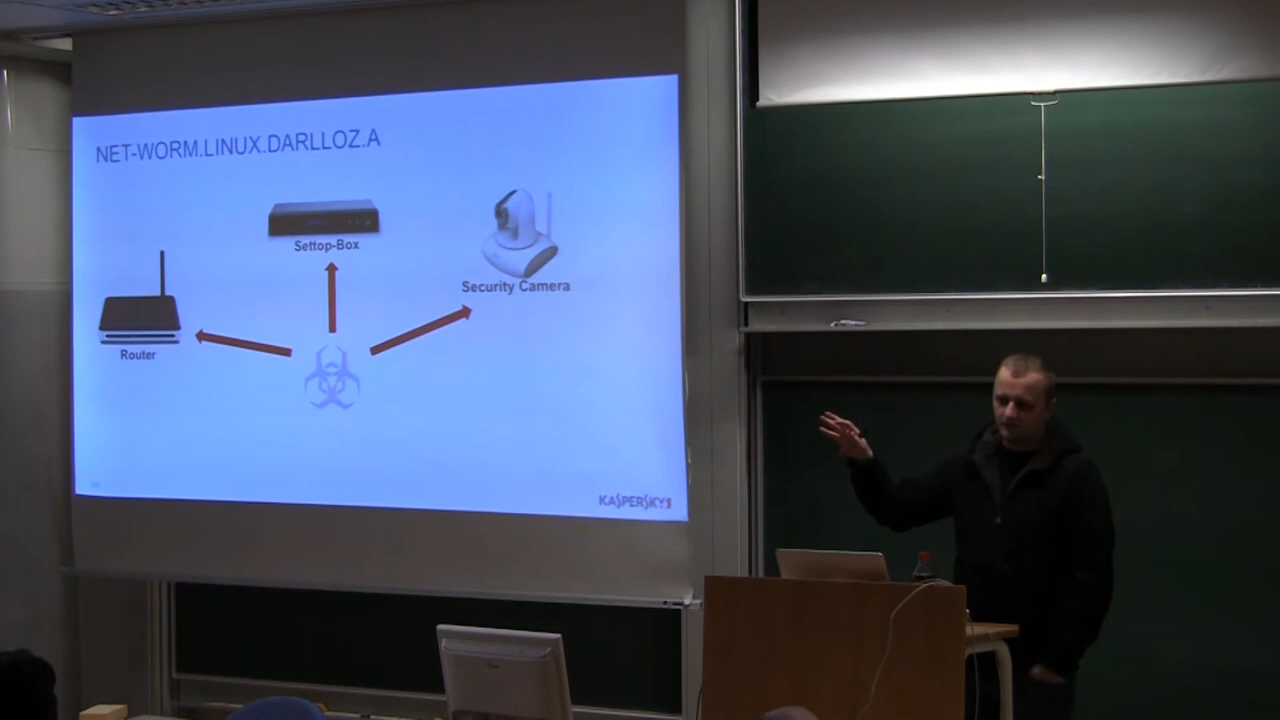 NET-WORM.LINUX.DARLLOZ.A
Settop-Box
Security Camera
Router
KASPERSKY